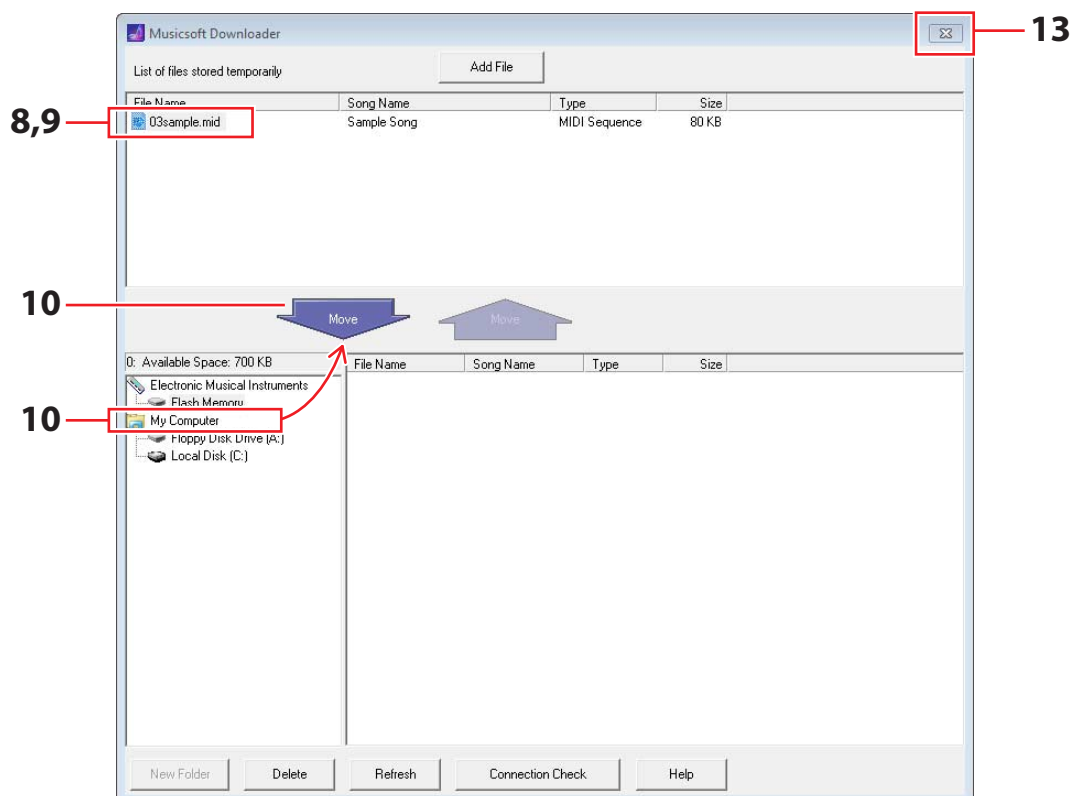 Musicsoft Downloader
13
List of files stored temporarily
Add File
File Name Song Name Type Size
8,9
03sample.mid Sample Song MIDI Sequence 80 KB
10
Move
Move
0: Available Space: 700 KB
File Name Song Name Type Size
Electronic Musical Instruments
Flash Memory
10
My Computer
Floppy Disk Drive (A:)
Local Disk (C:)
New Folder Delete Refresh Connection Check Help